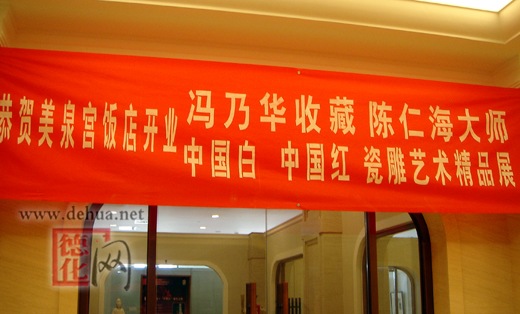 恭贺美泉宫饭店开业
冯乃华收藏 陈仁海大师
中国白 中国红 瓷雕艺术精品展
www.dehua.net
德化网